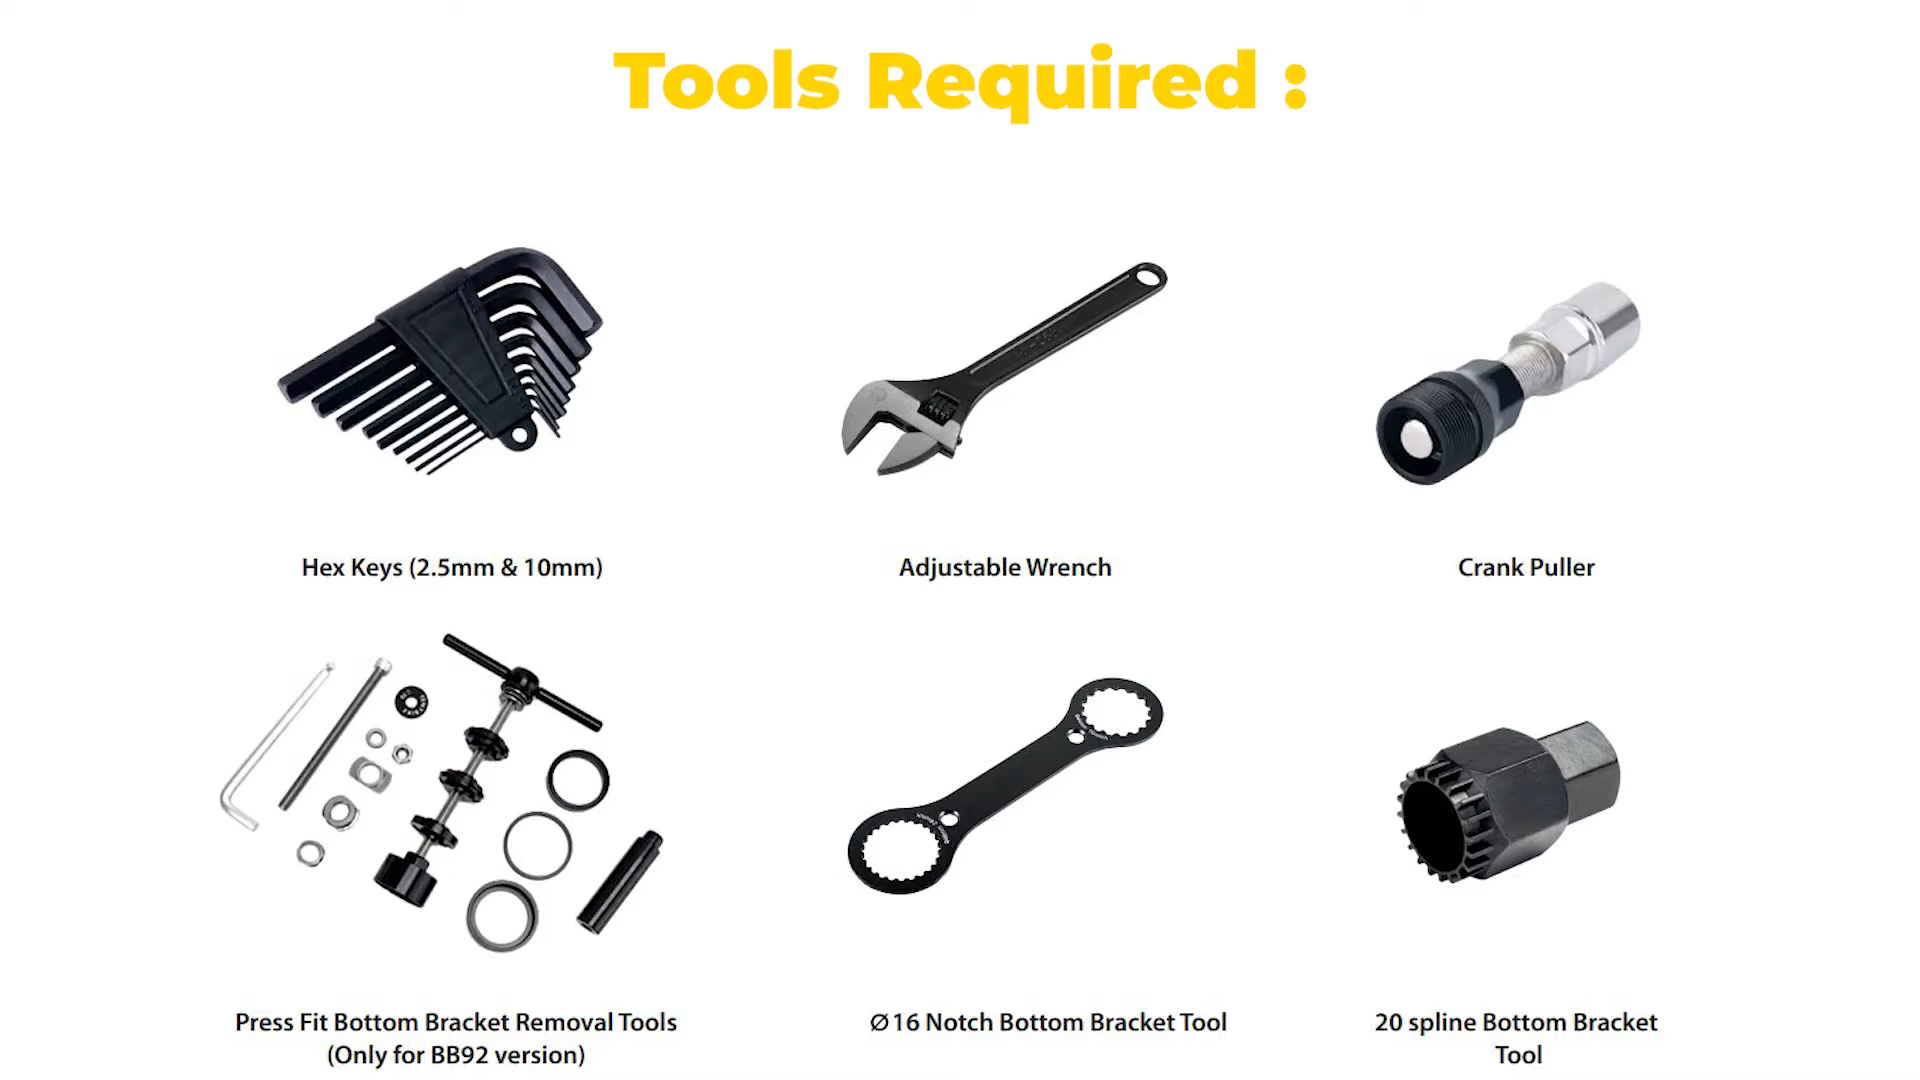 Tools Required :
Hex Keys (2.5mm & 10mm)
Adjustable Wrench
Crank Puller
Press Fit Bottom Bracket Removal Tools
(Only for BB92 version)
Ø 16 Notch Bottom Bracket Tool
20 spline Bottom Bracket
Tool